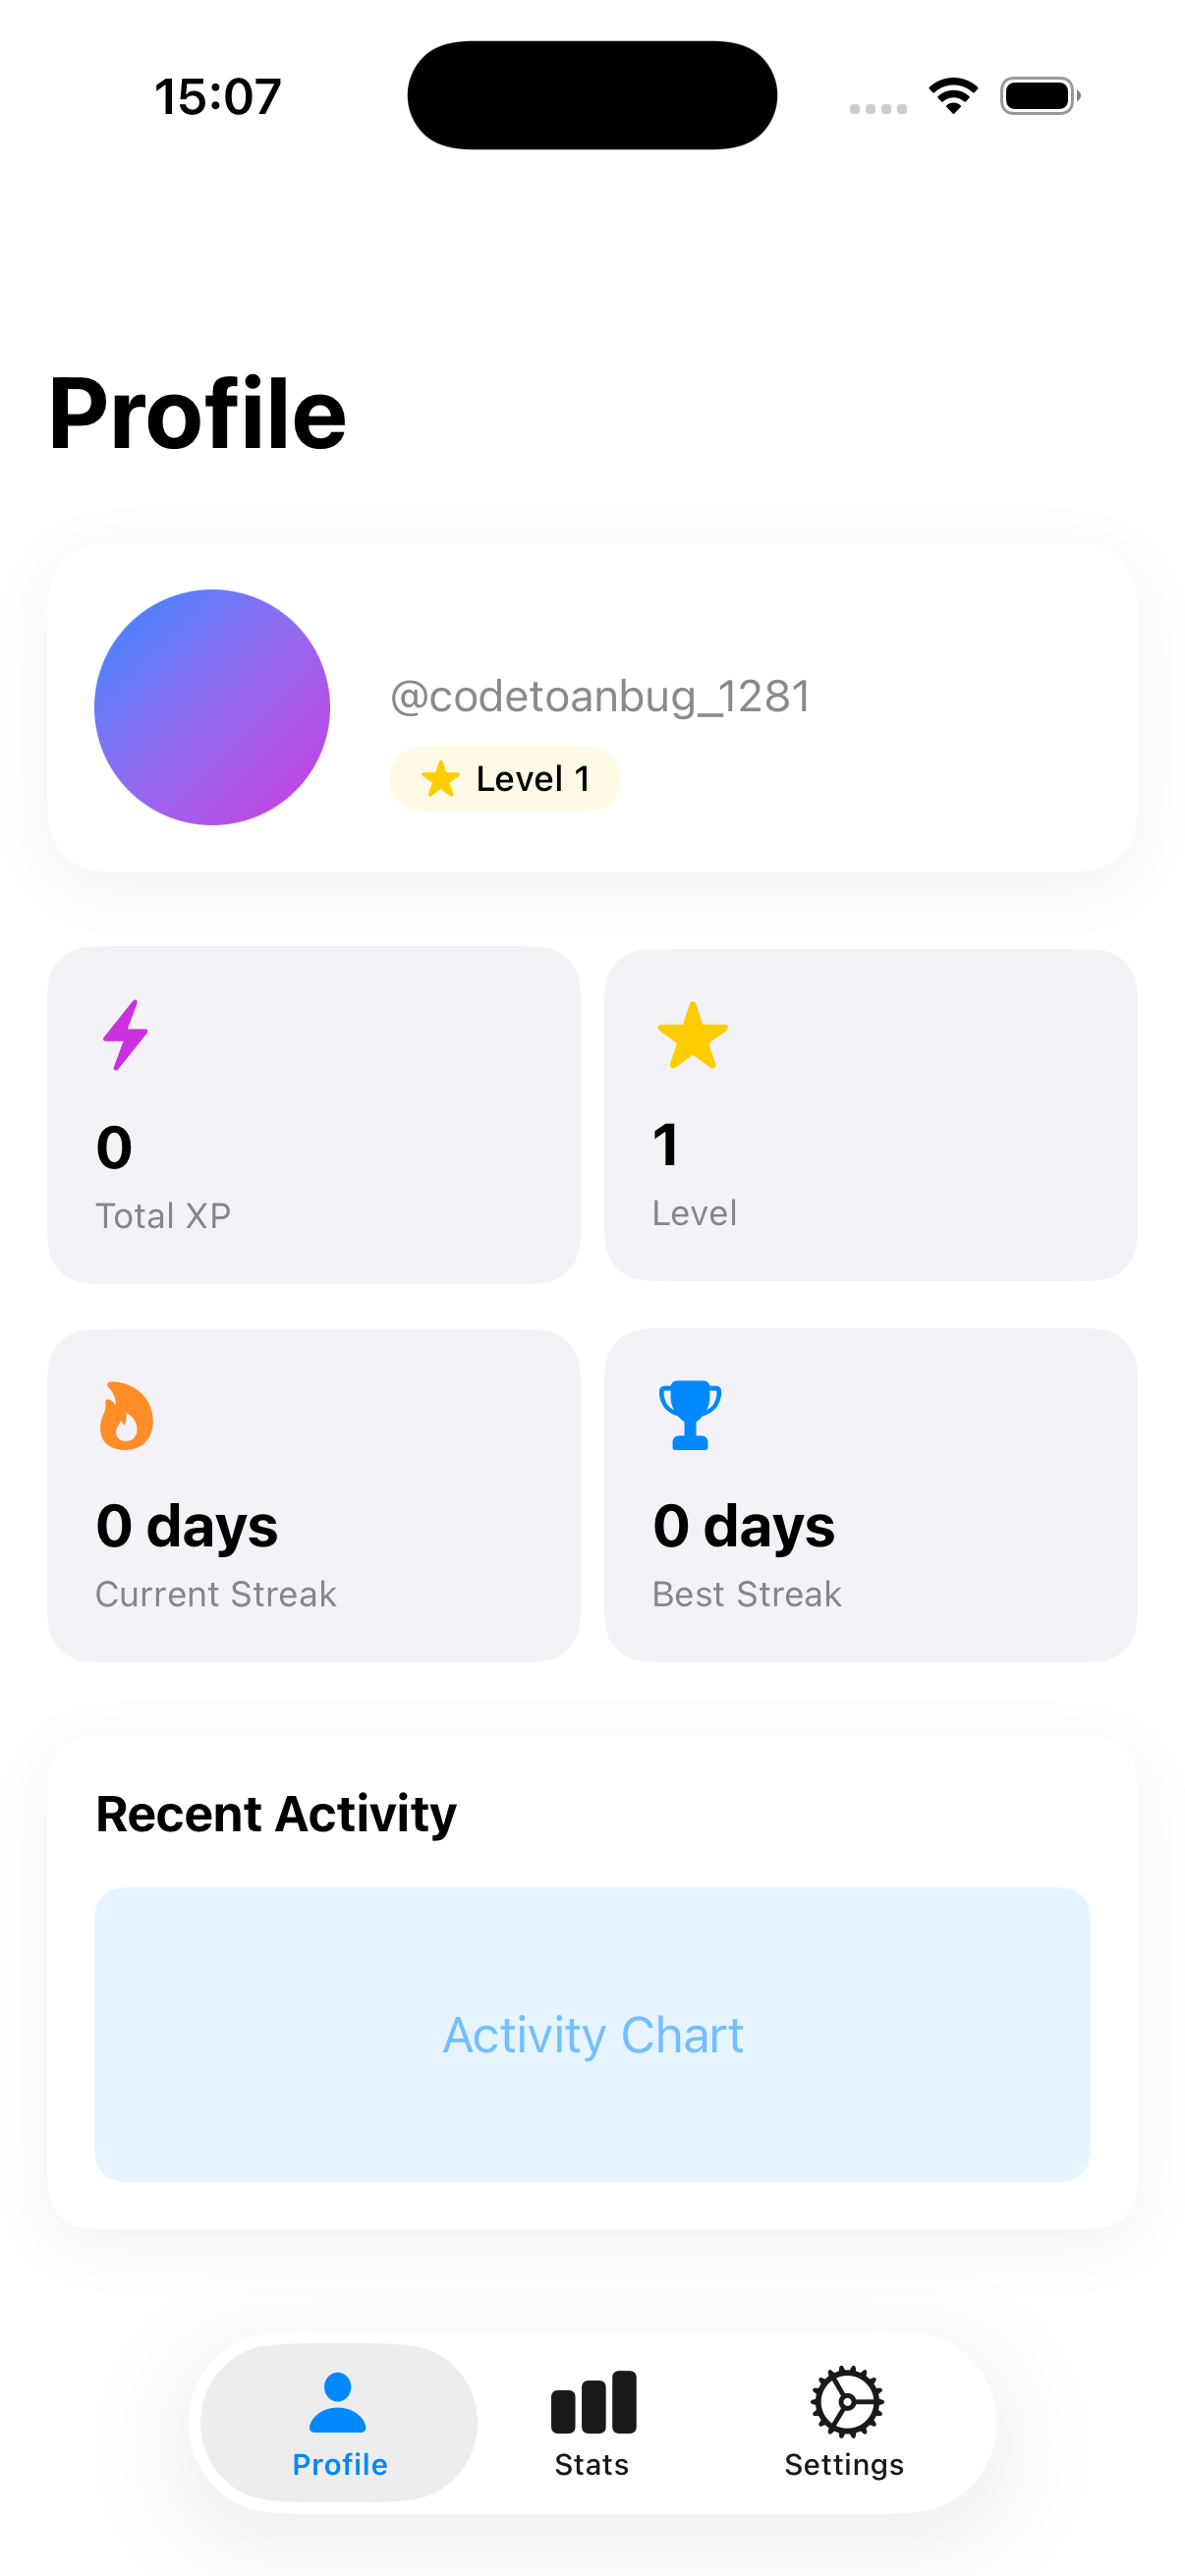 15:07
Profile
@codetoanbug_1281
Level 1
0
Total XP
1
Level
0 days
Current Streak
0 days
Best Streak
Recent Activity
Activity Chart
Profile
Stats
Settings